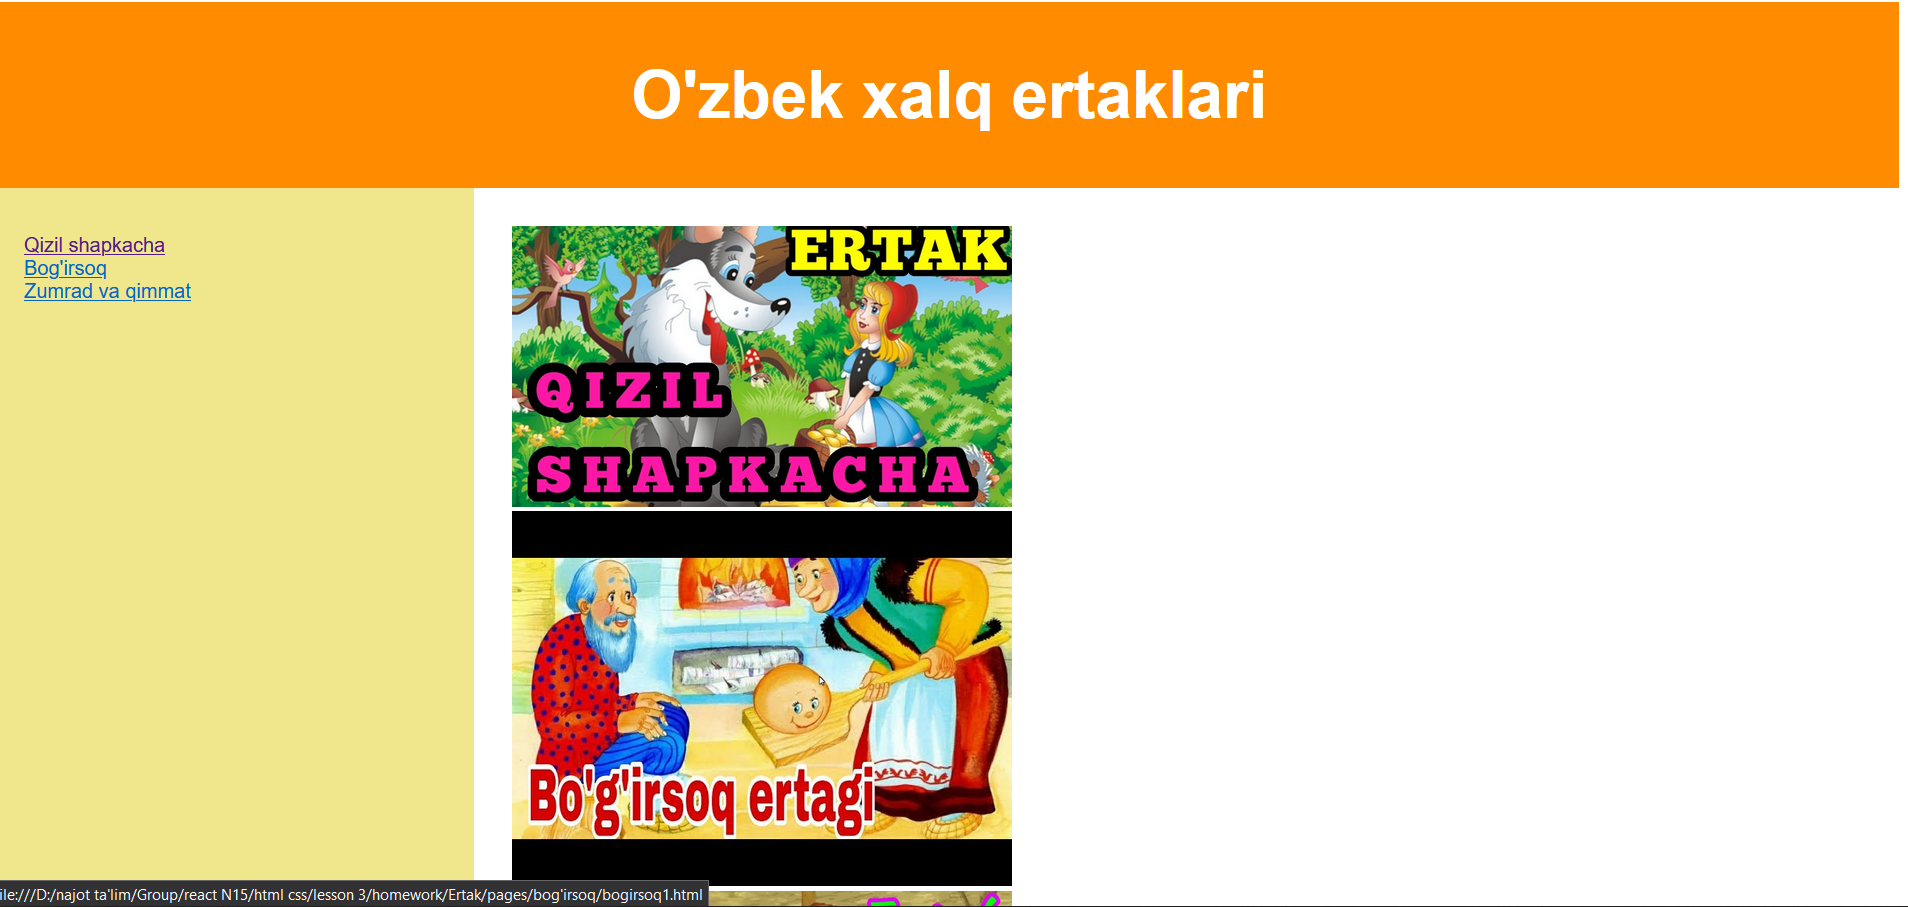 O'zbek xalq ertaklari
Qizil shapkacha
Bog'irsoq
Zumrad va qimmat
ERTAK
QIZIL
SHAPKACHA
Bo'g'irsoq ertagi
ile:///D:/najot ta'lim/Group/react N15/html css/lesson 3/homework/Ertak/pages/bog'irsoq/bogirsoq1.html